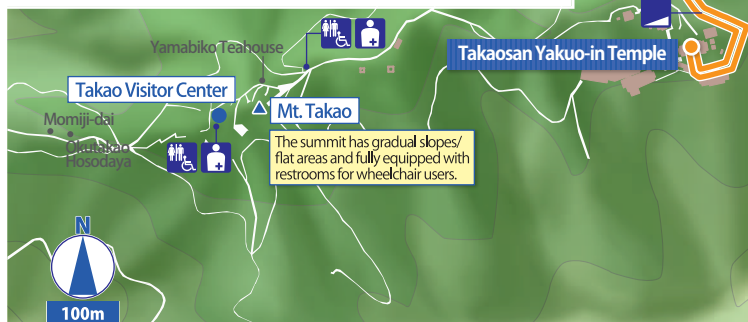 Yamabiko Teahouse
Takaosan Yakuo-in Temple
Takao Visitor Center
Mt. Takao
Momiji-dai
Okutakao
Hosodaya
The summit has gradual slopes/
flat areas and fully equipped with
restrooms for wheelchair users.
N
100m